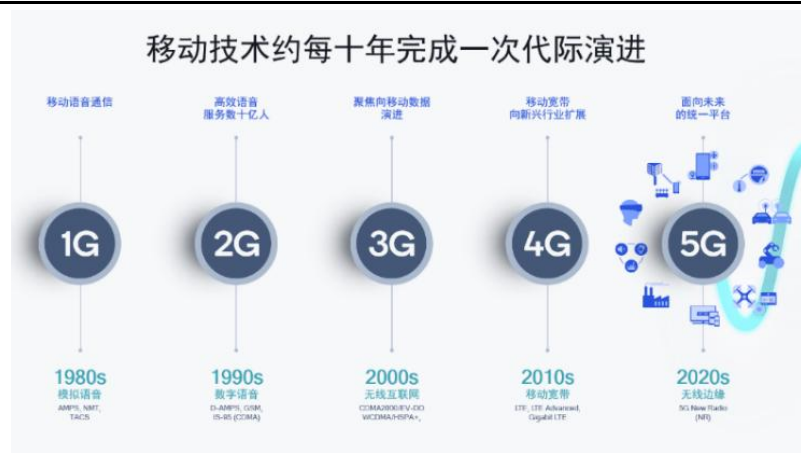 移动技术约每十年完成一次代际演进
移动语音通信
高效语音
服务数十亿人
聚焦向移动数据
演进
移动宽带
向新兴行业扩展
面向未来
的统一平台
1G
2G
3G
4G
5G
1980s
模拟语音
AMPS, NMT,
TACS
1990s
数字语音
D-AMPS, GSM,
IS-95 (CDMA)
2000s
无线互联网
CDMA2000/EV-DO
WCDMA/HSPA+,
2010s
移动宽带
LTE, LTE Advanced,
Gigabit LTE
2020s
无线边缘
5G New Radio
(NR)